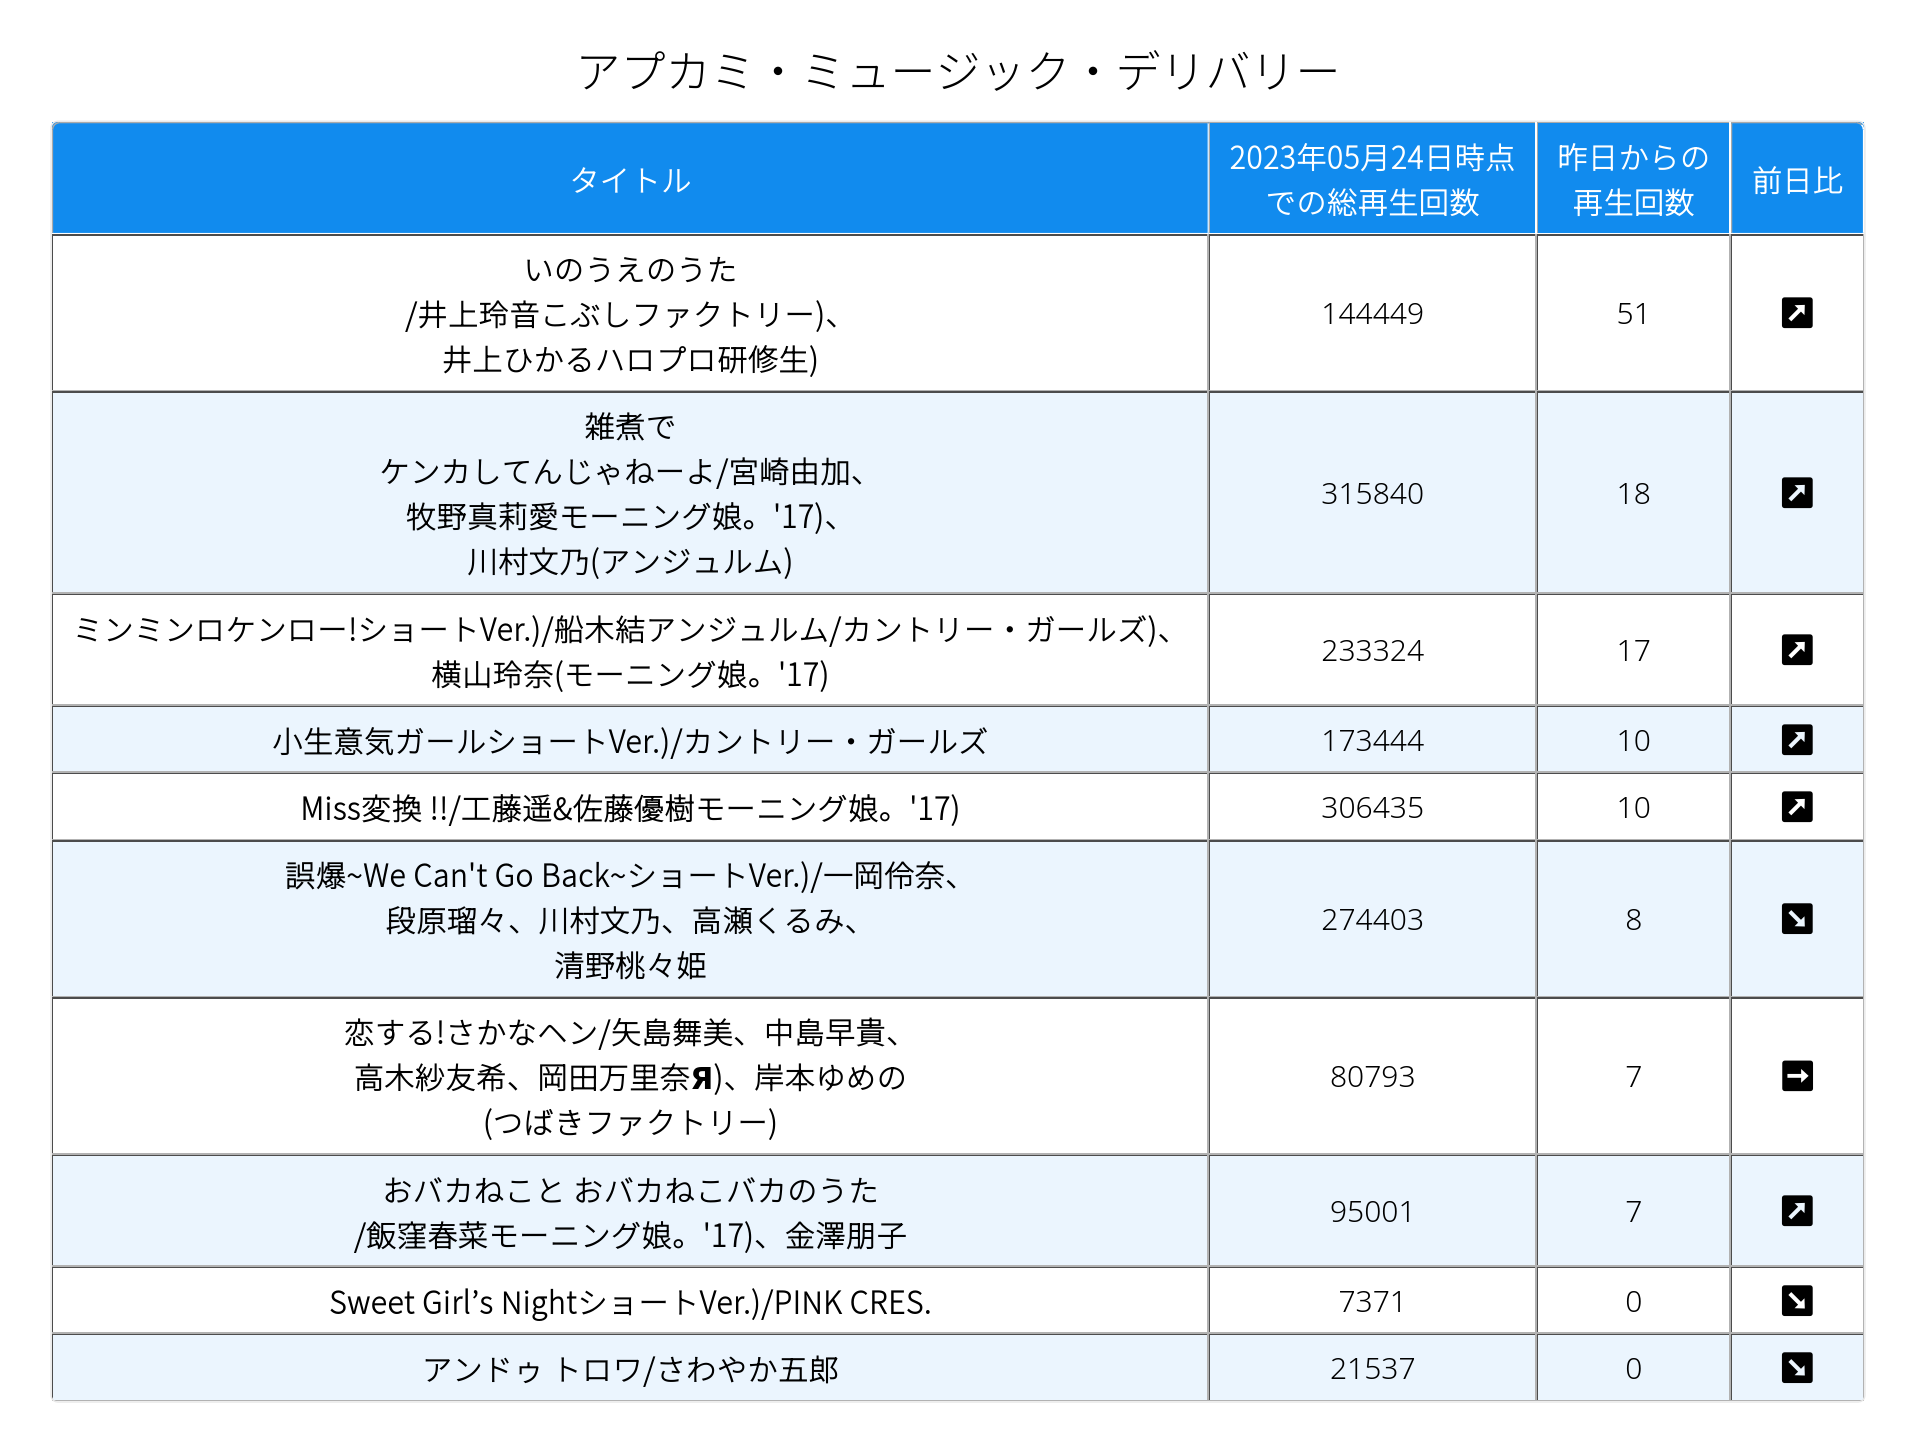 アプカミ・ミュージック・デリバリー
タイトル
2023年05月24日時点
での総再生回数
昨日からの
再生回数
前日比
いのうえのうた
/井上玲音こぶしファクトリー)、
井上ひかるハロプロ研修生)
144449
51
雑煮で
ケンカしてんじゃねーよ/宮崎由加、
牧野真莉愛モーニング娘。'17)、
川村文乃(アンジュルム)
315840
18
ミンミンロケンロー!ショートVer.)/船木結アンジュルム/カントリー・ガールズ)、
横山玲奈(モーニング娘。'17)
233324
17
小生意気ガールショートVer.)/カントリー・ガールズ
173444
10
Miss変換 !!/工藤遥&佐藤優樹モーニング娘。'17)
306435
10
誤爆~We Can't Go Back~ショートVer.)/一岡伶奈、
段原瑠々、川村文乃、高瀬くるみ、
清野桃々姫
274403
8
恋する!さかなヘン/矢島舞美、中島早貴、
高木紗友希、岡田万里奈Я)、岸本ゆめの
(つばきファクトリー)
80793
7
おバカねこと おバカねこバカのうた
/飯窪春菜モーニング娘。'17)、金澤朋子
95001
7
Sweet Girl’s NightショートVer.)/PINK CRES.
7371
0
アンドゥ トロワ/さわやか五郎
21537
0